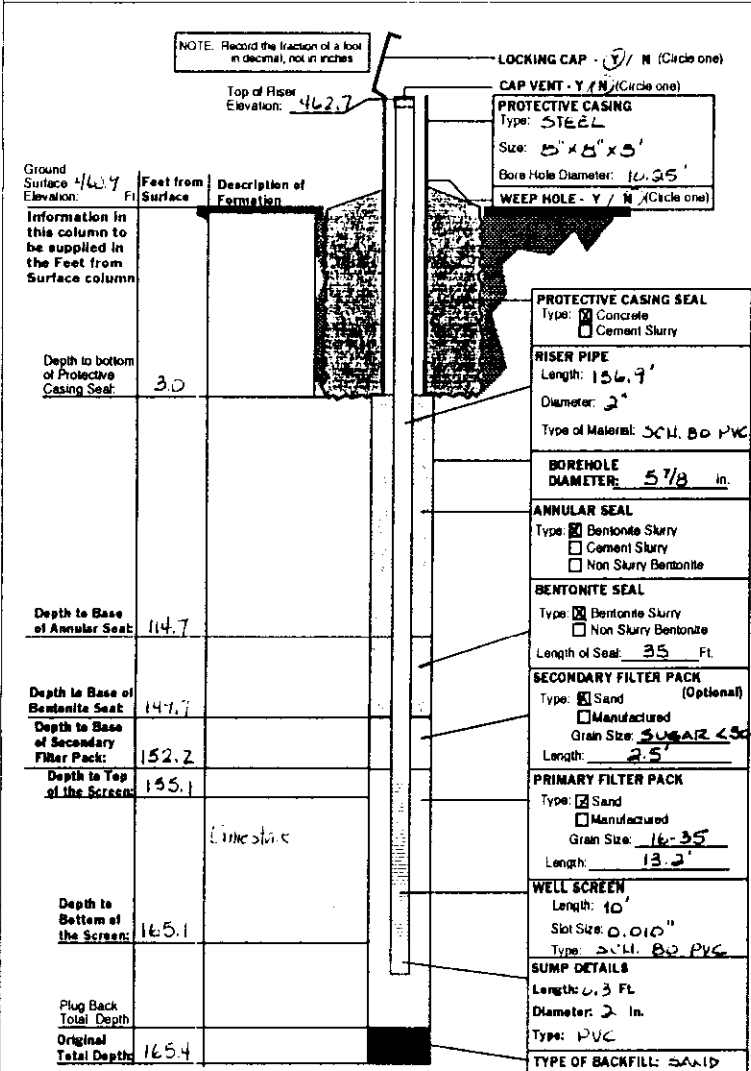 NOTE: Record the fraction of a foot
in decimal, not in inches
LOCKING CAP - Y / N (Circle one)
CAP VENT - Y / N (Circle one)
Top of Riser
Elevation: 462.7
PROTECTIVE CASING
Type: STEEL
Size: 8" x 8" x 5'
Bore Hole Diameter: 10.25'
WEEP HOLE - Y / N (Circle one)
Ground
Surface
Elevation: Ft.
Feet from
Surface
Description of
Formation
Information in
this column to
be supplied in
the Feet from
Surface column
PROTECTIVE CASING SEAL
Type: ☒ Concrete
☐ Cement Slurry
Depth to bottom
of Protective
Casing Seal: 3.0
RISER PIPE
Length: 156.9'
Diameter: 2"
Type of Material: SCH. 80 PVC
BOREHOLE
DIAMETER: 5 7/8 in.
ANNULAR SEAL
Type: ☒ Bentonite Slurry
☐ Cement Slurry
☐ Non Slurry Bentonite
Depth to Base
of Annular Seal: 114.7
BENTONITE SEAL
Type: ☒ Bentonite Slurry
☐ Non Slurry Bentonite
Length of Seal: 35 Ft.
Depth to Base of
Bentonite Seal: 149.7
SECONDARY FILTER PACK
(Optional)
Type: ☒ Sand
☐ Manufactured
Grain Size: SUGAR <50
Length: 2.5'
Depth to Base
of Secondary
Filter Pack: 152.2
Depth to Top
of the Screen: 155.1
PRIMARY FILTER PACK
Type: ☒ Sand
☐ Manufactured
Grain Size: 16-35
Length: 13.2'
Limestone
WELL SCREEN
Length: 10'
Slot Size: 0.010"
Type: SCH. 80 PVC
Depth to
Bottom of
the Screen: 165.1
SUMP DETAILS
Length: 0.3 Ft.
Diameter: 2 In.
Type: PVC
Plug Back
Total Depth
Original
Total Depth: 165.4
TYPE OF BACKFILL: SAND